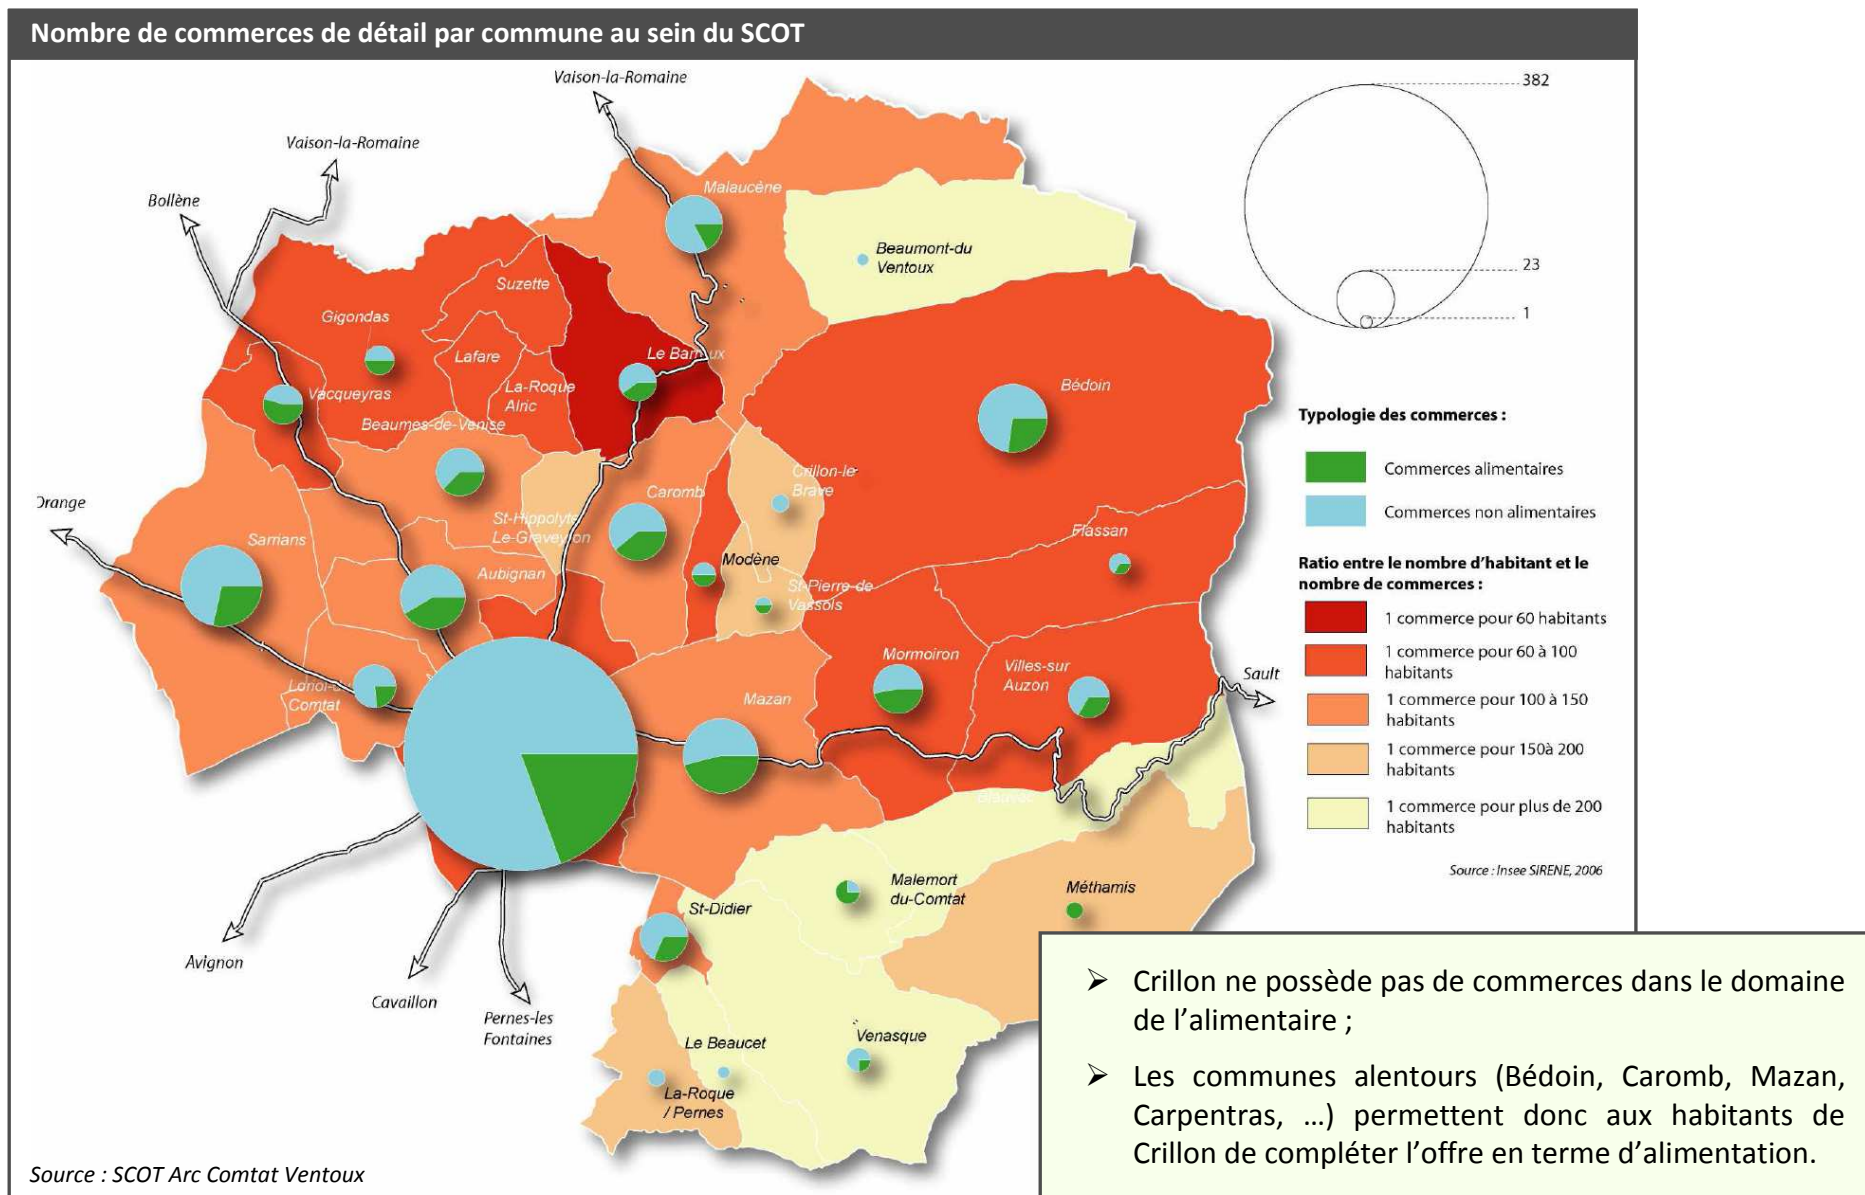 Nombre de commerces de détail par commune au sein du SCOT
Vaison-la-Romaine
Vaison-la-Romaine
Bollène
Malaucène
Beaumont-du
Ventoux
Suzette
Gigondas
Lafare
Le Barroux
La-Roque
Alric
Vacqueyras
Bédoin
Beaumes-de-Venise
Crillon-le
Brave
Caromb
Orange
St-Hippolyte
Le-Graveyron
Sarrians
Flassan
Modène
Aubignan
St-Pierre de
Vassols
Mormoiron
Villes-sur
Auzon
Sault
Loriol-du
Comtat
Mazan
Blauvac
Malemort
du-Comtat
Méthamis
St-Didier
Avignon
Cavaillon
Pernes-les
Fontaines
Le Beaucet
Venasque
La-Roque
/ Pernes
382
23
1
Typologie des commerces :
Commerces alimentaires
Commerces non alimentaires
Ratio entre le nombre d'habitant et le
nombre de commerces :
1 commerce pour 60 habitants
1 commerce pour 60 à 100
habitants
1 commerce pour 100 à 150
habitants
1 commerce pour 150à 200
habitants
1 commerce pour plus de 200
habitants
Source : Insee SIRENE, 2006
➢ Crillon ne possède pas de commerces dans le domaine
de l’alimentaire ;
➢ Les communes alentours (Bédoin, Caromb, Mazan,
Carpentras, …) permettent donc aux habitants de
Crillon de compléter l’offre en terme d’alimentation.
Source : SCOT Arc Comtat Ventoux